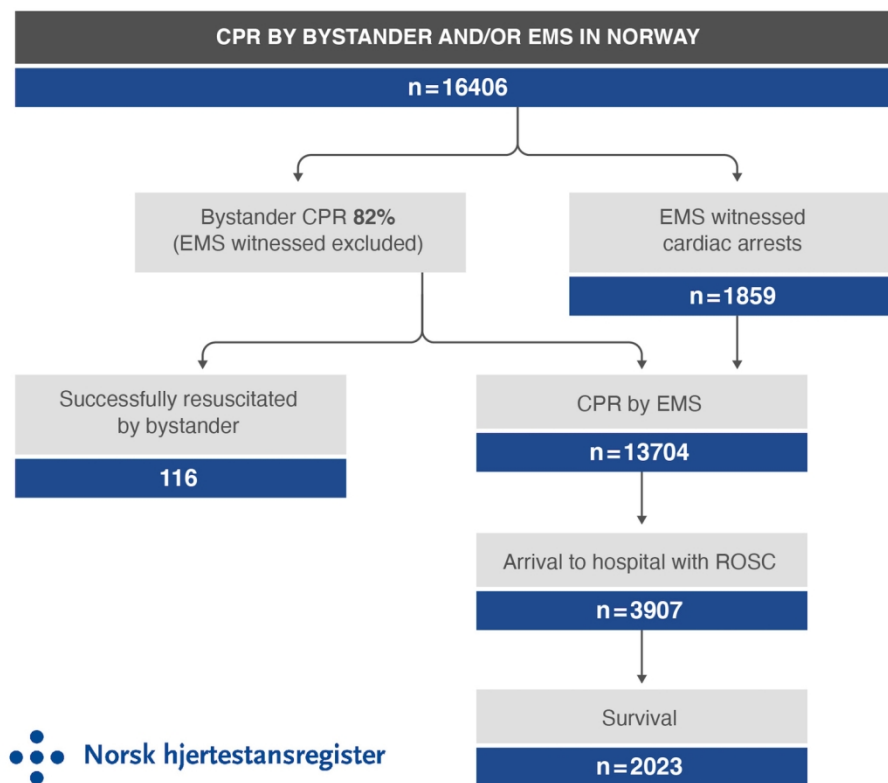 CPR BY BYSTANDER AND/OR EMS IN NORWAY
n=16406
Bystander CPR 82%
(EMS witnessed excluded)
EMS witnessed
cardiac arrests
n=1859
Successfully resuscitated
by bystander
116
CPR by EMS
n=13704
Arrival to hospital with ROSC
n=3907
Survival
n=2023
Norsk hjertestansregister